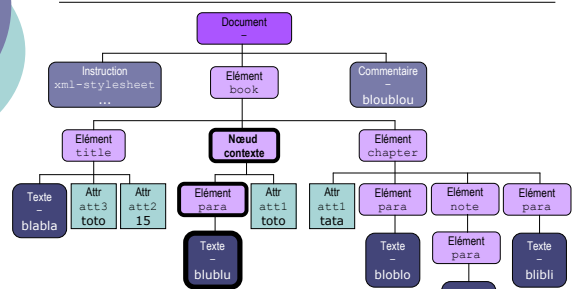 Document
–
Instruction
xml-stylesheet
...
Elément
book
Commentaire
–
bloublou
Elément
title
Nœud
contexte
Elément
chapter
Texte
–
blabla
Attr
att3
toto
Attr
att2
15
Elément
para
Attr
att1
toto
Attr
att1
tata
Elément
para
Elément
note
Elément
para
Texte
–
blublu
Texte
–
bloblo
Elément
para
Texte
–
blibli